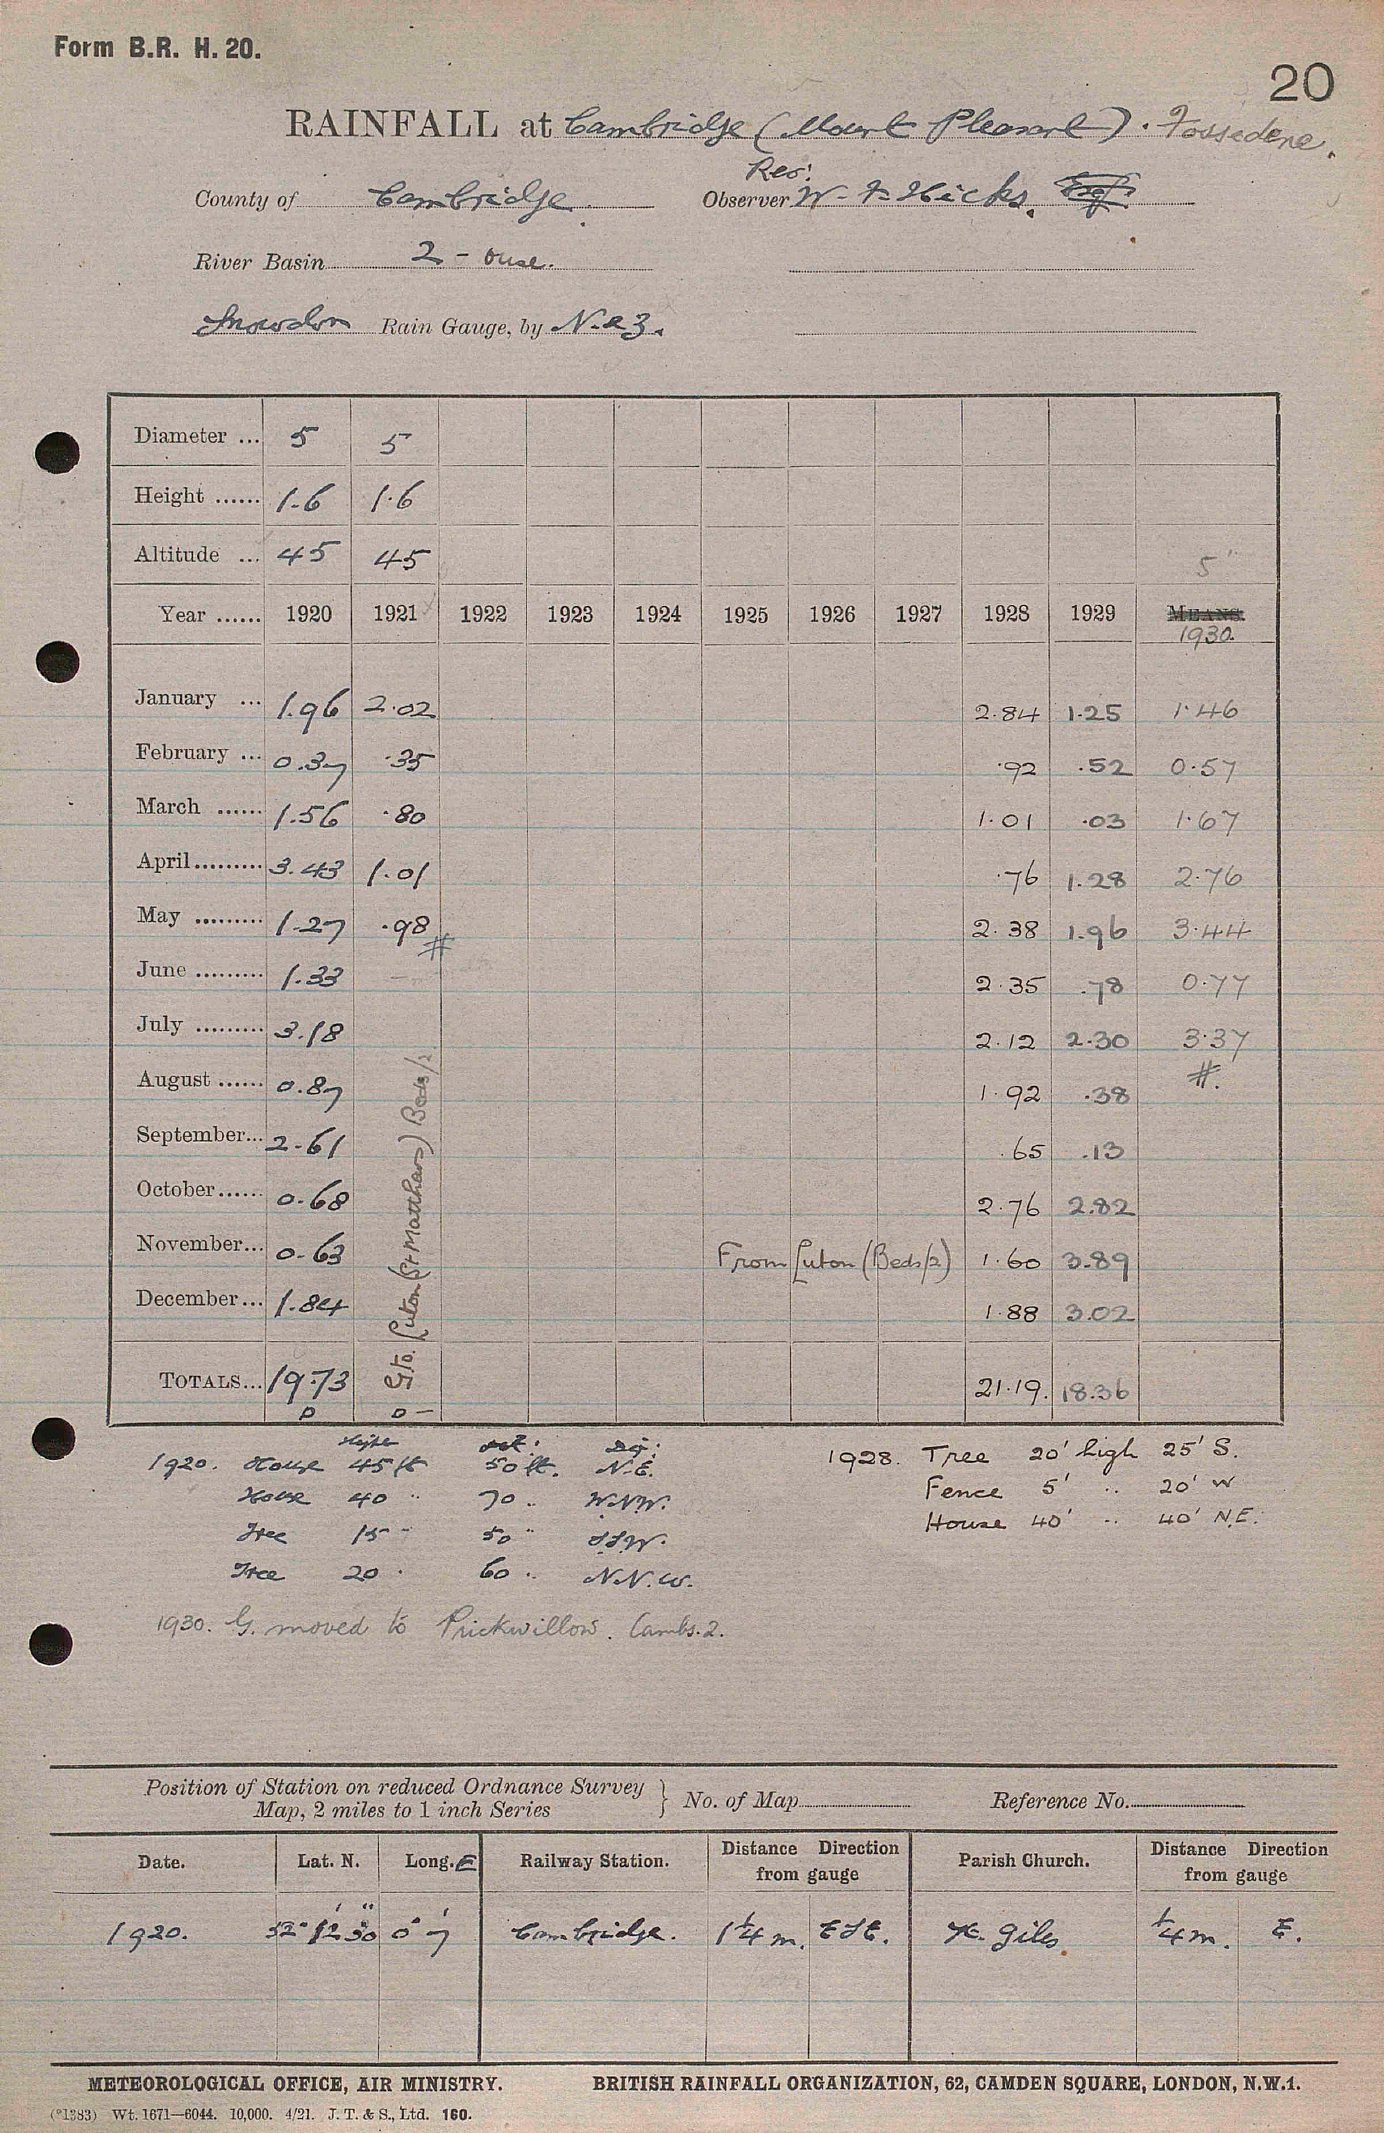 Form B.R. H. 20.
20
RAINFALL at Cambridge (Mount Pleasant). Fossedene.
County of Cambridge. Observer Rev: W. F. Hicks.
River Basin 2 - Ouse.
Snowdon Rain Gauge, by N & Z.
Diameter ... 5 5
Height ...... 1.6 1.6
Altitude ... 45 45 5"
Year ...... 1920 1921 1922 1923 1924 1925 1926 1927 1928 1929 MEANS. 1930
January ... 1.96 2.02 2.84 1.25 1.46
February ... 0.37 .35 .92 .52 0.57
March ...... 1.56 .80 1.01 .03 1.67
April ......... 3.43 1.01 .76 1.28 2.76
May ......... 1.27 .98 # 2.38 1.96 3.44
June ......... 1.33 — 2.35 .78 0.77
July ......... 3.18 2.12 2.30 3.37
August ...... 0.87 1.92 .38 #.
September... 2.61 .65 .13
October...... 0.68 2.76 2.82
November... 0.63 From Luton (Beds/2) 1.60 3.89
December... 1.84 1.88 3.02
G. to. Luton (St Matthews) Beds/2.
TOTALS... 19.73 21.19. 18.36
0 0 —
Height Dist: Dir:
1920. House 45 ft 50 ft. N.E.
House 40 .. 70 .. W.N.W.
Tree 15 .. 50 .. S.S.W.
Tree 20 . 60 .. N.N.W.
1928. Tree 20' high 25' S.
Fence 5' .. 20' W
House 40' .. 40' N.E.
1930. G. moved to Prickwillow. Cambs. 2.
Position of Station on reduced Ordnance Survey
Map, 2 miles to 1 inch Series } No. of Map Reference No.
Date. Lat. N. Long. E Railway Station. Distance Direction from gauge Parish Church. Distance Direction from gauge
1920. 52° 12' 30" 0° 7' Cambridge. 1 1/4 m. ESE. St. Giles. 1/4 m. E.
METEOROLOGICAL OFFICE, AIR MINISTRY. BRITISH RAINFALL ORGANIZATION, 62, CAMDEN SQUARE, LONDON, N.W.1.
(*1383) Wt. 1671—6044. 10,000. 4/21. J. T. & S., Ltd. 160.